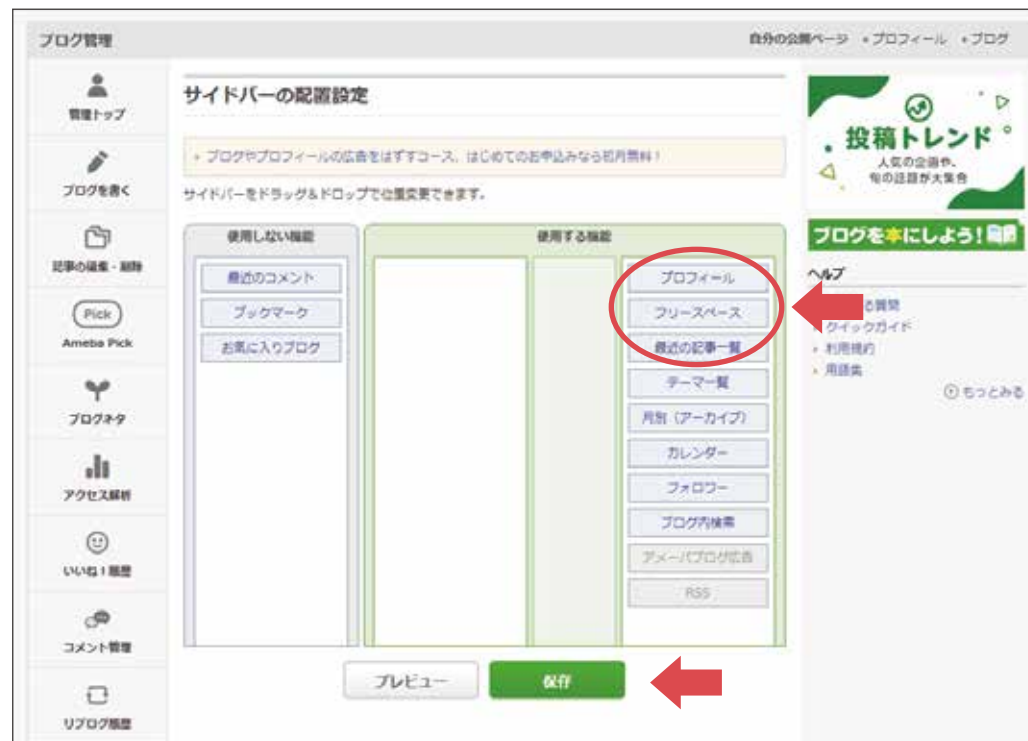 ブログ管理
自分の公開ページ ・プロフィール ・ブログ
管理トップ
ブログを書く
記事の編集・削除
Pick
Ameba Pick
ブログネタ
アクセス解析
いいね！履歴
コメント管理
リブログ履歴
サイドバーの配置設定
ブログやプロフィールの広告をはずすコース、はじめてのお申込みなら初月無料！
サイドバーをドラッグ&ドロップで位置変更できます。
使用しない機能
最近のコメント
ブックマーク
お気に入りブログ
使用する機能
プロフィール
フリースペース
最近の記事一覧
テーマ一覧
月別（アーカイブ）
カレンダー
フォロワー
ブログ内検索
アメーバブログ広告
RSS
プレビュー
保存
投稿トレンド
人気の企画や、
旬の話題が大集合
ブログを本にしよう!
ヘルプ
る質問
クイックガイド
利用規約
用語集
もっとみる